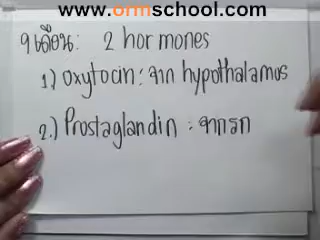 www.ormschool.com
9 เดือน: 2 hormones
1.) Oxytocin: จาก hypothalamos
2.) Prostaglandin : จากรก